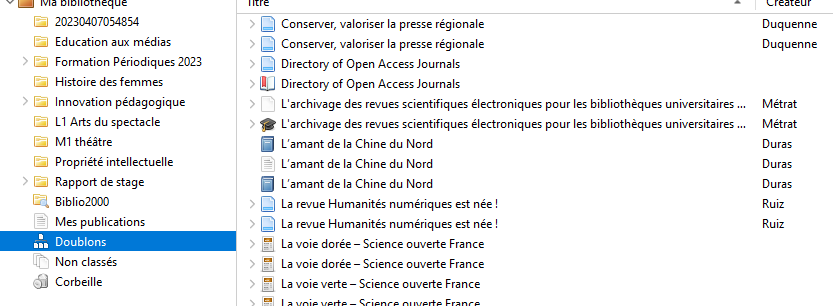 Ma bibliothèque
20230407054854
Education aux médias
Formation Périodiques 2023
Histoire des femmes
Innovation pédagogique
L1 Arts du spectacle
M1 théâtre
Propriété intellectuelle
Rapport de stage
Biblio2000
Mes publications
Doublons
Non classés
Corbeille
Titre Créateur
Conserver, valoriser la presse régionale Duquenne
Conserver, valoriser la presse régionale Duquenne
Directory of Open Access Journals
Directory of Open Access Journals
L'archivage des revues scientifiques électroniques pour les bibliothèques universitaires ... Métrat
L'archivage des revues scientifiques électroniques pour les bibliothèques universitaires ... Métrat
L'amant de la Chine du Nord Duras
L'amant de la Chine du Nord Duras
L'amant de la Chine du Nord Duras
La revue Humanités numériques est née ! Ruiz
La revue Humanités numériques est née ! Ruiz
La voie dorée – Science ouverte France
La voie dorée – Science ouverte France
La voie verte – Science ouverte France
La voie verte – Science ouverte France